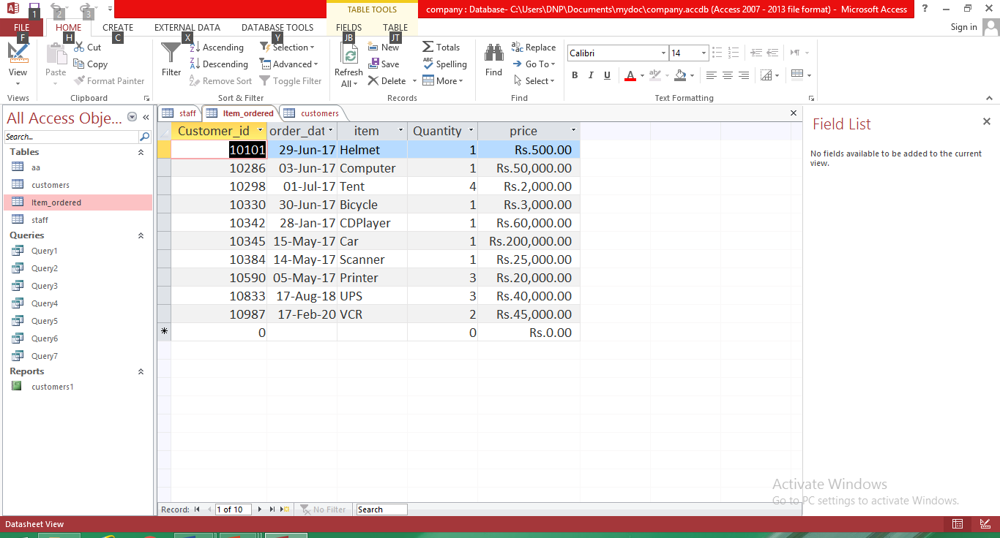 TABLE TOOLS
company : Database- C:\Users\DNP\Documents\mydoc\company.accdb (Access 2007 - 2013 file format) - Microsoft Access
?
1 2 3
FILE HOME CREATE EXTERNAL DATA DATABASE TOOLS FIELDS TABLE Sign in
F H C X Y JB JT
View Paste Cut Copy Format Painter
Filter Ascending Descending Remove Sort Selection Advanced Toggle Filter
Refresh All New Save Delete Totals Spelling More
Find Replace Go To Select
Calibri 14
B I U A
Views Clipboard Sort & Filter Records Find Text Formatting
All Access Obje...
Search...
Tables
aa
customers
Item_ordered
staff
Queries
Query1
Query2
Query3
Query4
Query5
Query6
Query7
Reports
customers1
staff Item_ordered customers
Customer_id order_dat item Quantity price
10101 29-Jun-17 Helmet 1 Rs.500.00
10286 03-Jun-17 Computer 1 Rs.50,000.00
10298 01-Jul-17 Tent 4 Rs.2,000.00
10330 30-Jun-17 Bicycle 1 Rs.3,000.00
10342 28-Jan-17 CDPlayer 1 Rs.60,000.00
10345 15-May-17 Car 1 Rs.200,000.00
10384 14-May-17 Scanner 1 Rs.25,000.00
10590 05-May-17 Printer 3 Rs.20,000.00
10833 17-Aug-18 UPS 3 Rs.40,000.00
10987 17-Feb-20 VCR 2 Rs.45,000.00
* 0 0 Rs.0.00
Record: 1 of 10 No Filter Search
Field List
No fields available to be added to the current
view.
Activate Windows
Go to PC settings to activate Windows.
Datasheet View